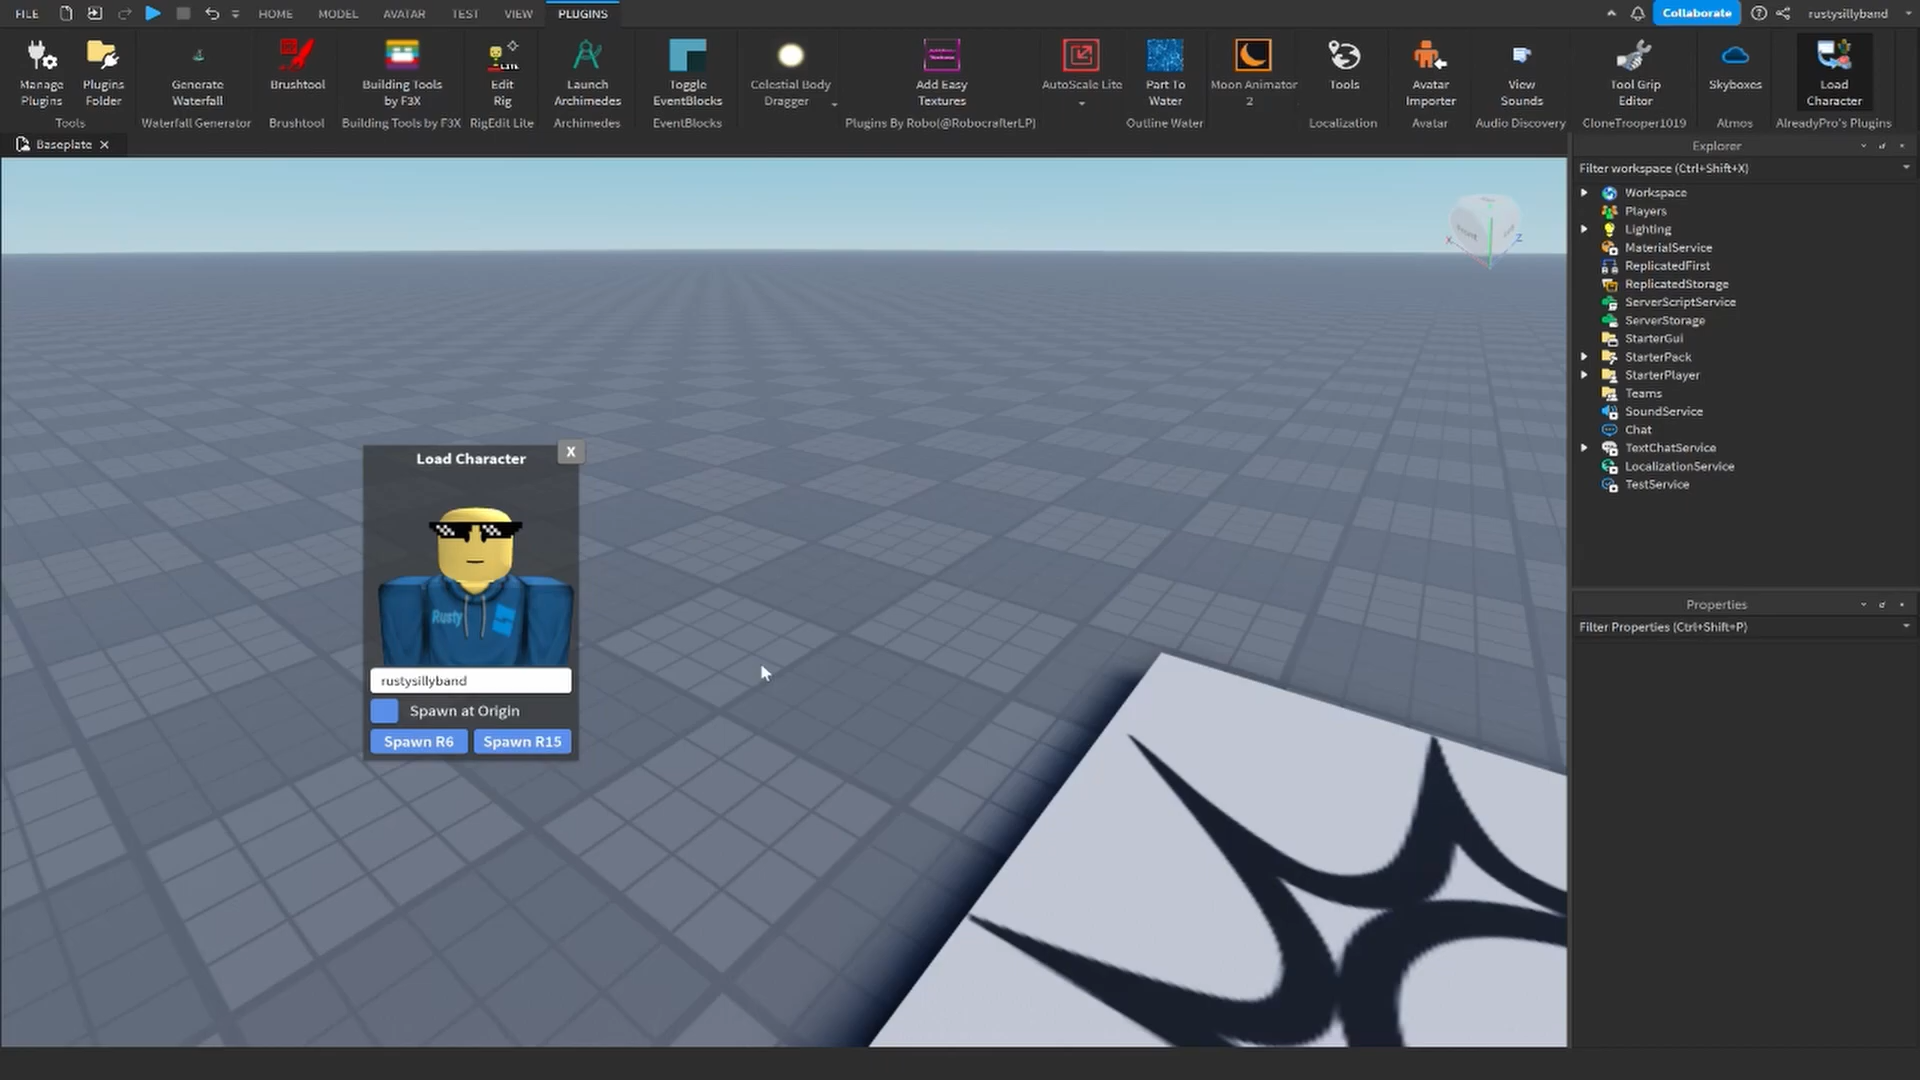 FILE HOME MODEL AVATAR TEST VIEW PLUGINS Collaborate rustysillyband
Manage Plugins
Plugins Folder
Tools
Generate Waterfall
Waterfall Generator
Brushtool
Brushtool
Building Tools by F3X
Building Tools by F3X
Edit Rig
RigEdit Lite
Launch Archimedes
Archimedes
Toggle EventBlocks
EventBlocks
Celestial Body Dragger
Add Easy Textures
AutoScale Lite
Plugins By Robo(@RobocrafterLP)
Part To Water
Outline Water
Moon Animator 2
Tools
Localization
Avatar Importer
Avatar
View Sounds
Audio Discovery
Tool Grip Editor
CloneTrooper1019
Skyboxes
Atmos
Load Character
AlreadyPro's Plugins
Baseplate
Explorer
Filter workspace (Ctrl+Shift+X)
Workspace
Players
Lighting
MaterialService
ReplicatedFirst
ReplicatedStorage
ServerScriptService
ServerStorage
StarterGui
StarterPack
StarterPlayer
Teams
SoundService
Chat
TextChatService
LocalizationService
TestService
Properties
Filter Properties (Ctrl+Shift+P)
Load Character X
Rusty
rustysillyband
Spawn at Origin
Spawn R6 Spawn R15
X Z